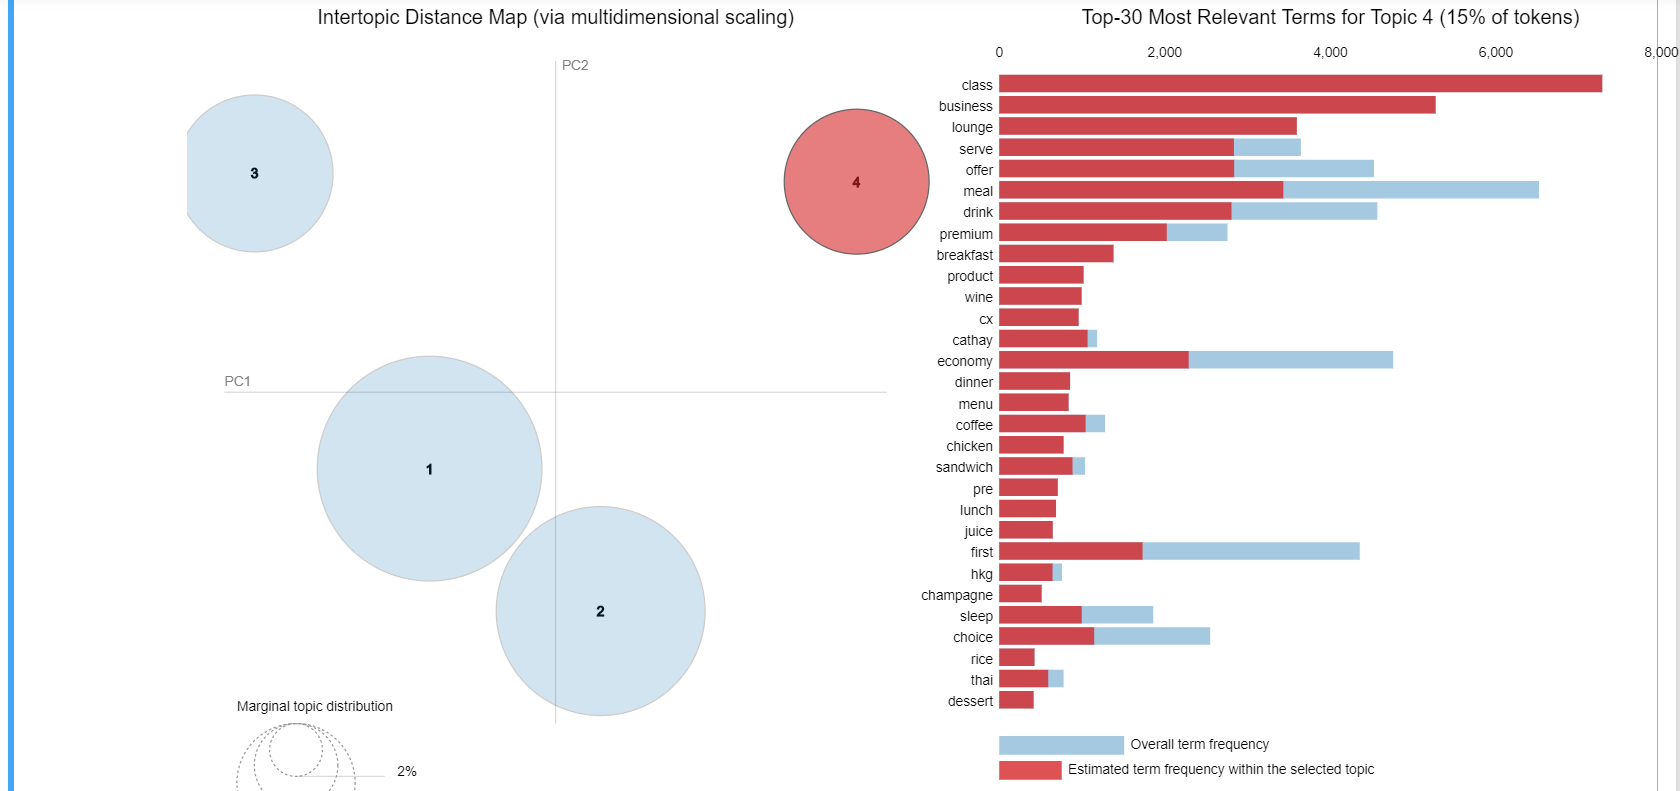 Intertopic Distance Map (via multidimensional scaling)
PC2
PC1
3
4
1
2
Marginal topic distribution
2%
Top-30 Most Relevant Terms for Topic 4 (15% of tokens)
0 2,000 4,000 6,000 8,000
class
business
lounge
serve
offer
meal
drink
premium
breakfast
product
wine
cx
cathay
economy
dinner
menu
coffee
chicken
sandwich
pre
lunch
juice
first
hkg
champagne
sleep
choice
rice
thai
dessert
Overall term frequency
Estimated term frequency within the selected topic